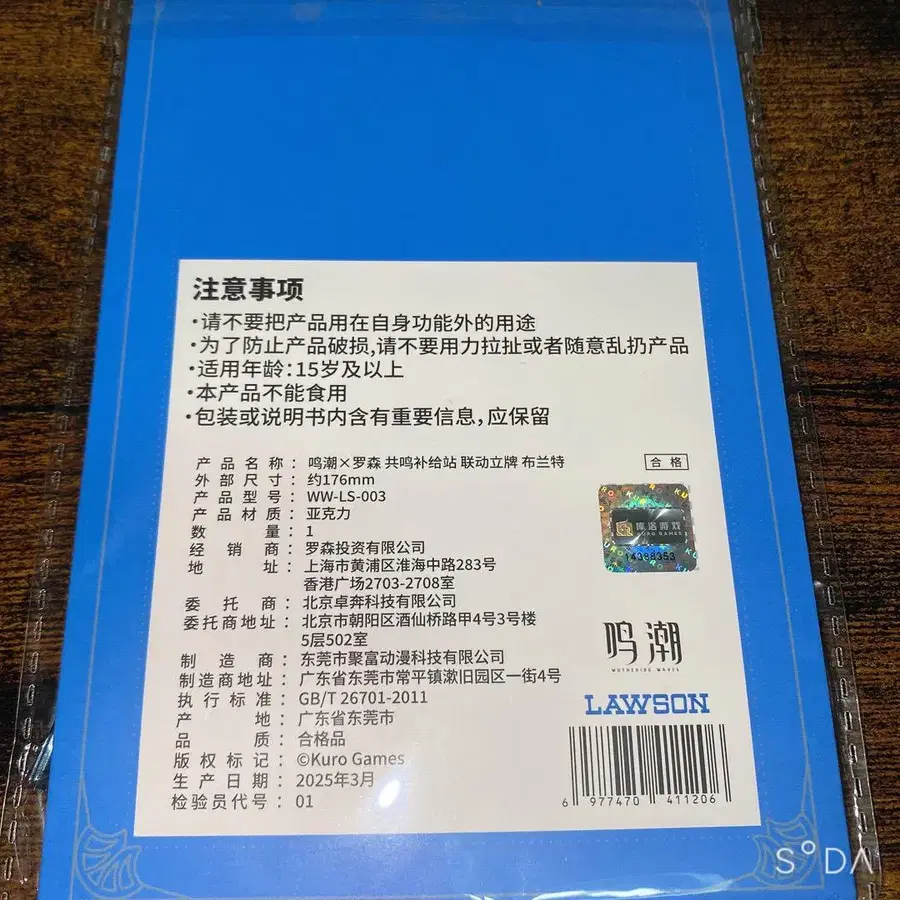 注意事项
·请不要把产品用在自身功能外的用途
·为了防止产品破损,请不要用力拉扯或者随意乱扔产品
·适用年龄:15岁及以上
·本产品不能食用
·包装或说明书内含有重要信息,应保留
产品名称：鸣潮×罗森 共鸣补给站 联动立牌 布兰特
合格
外部尺寸：约176mm
产品型号：WW-LS-003
产品材质：亚克力
数量：1
经销商：罗森投资有限公司
地址：上海市黄浦区淮海中路283号
香港广场2703-2708室
委托商：北京卓奔科技有限公司
委托商地址：北京市朝阳区酒仙桥路甲4号3号楼
5层502室
制造商：东莞市聚富动漫科技有限公司
制造商地址：广东省东莞市常平镇漱旧园区一街4号
执行标准：GB/T 26701-2011
产地：广东省东莞市
品质：合格品
版权标记：©Kuro Games
生产日期：2025年3月
检验员代号：01
库洛游戏
KURO GAMES
14388353
鸣潮
WUTHERING WAVES
LAWSON
6 977470 411206
S°DA